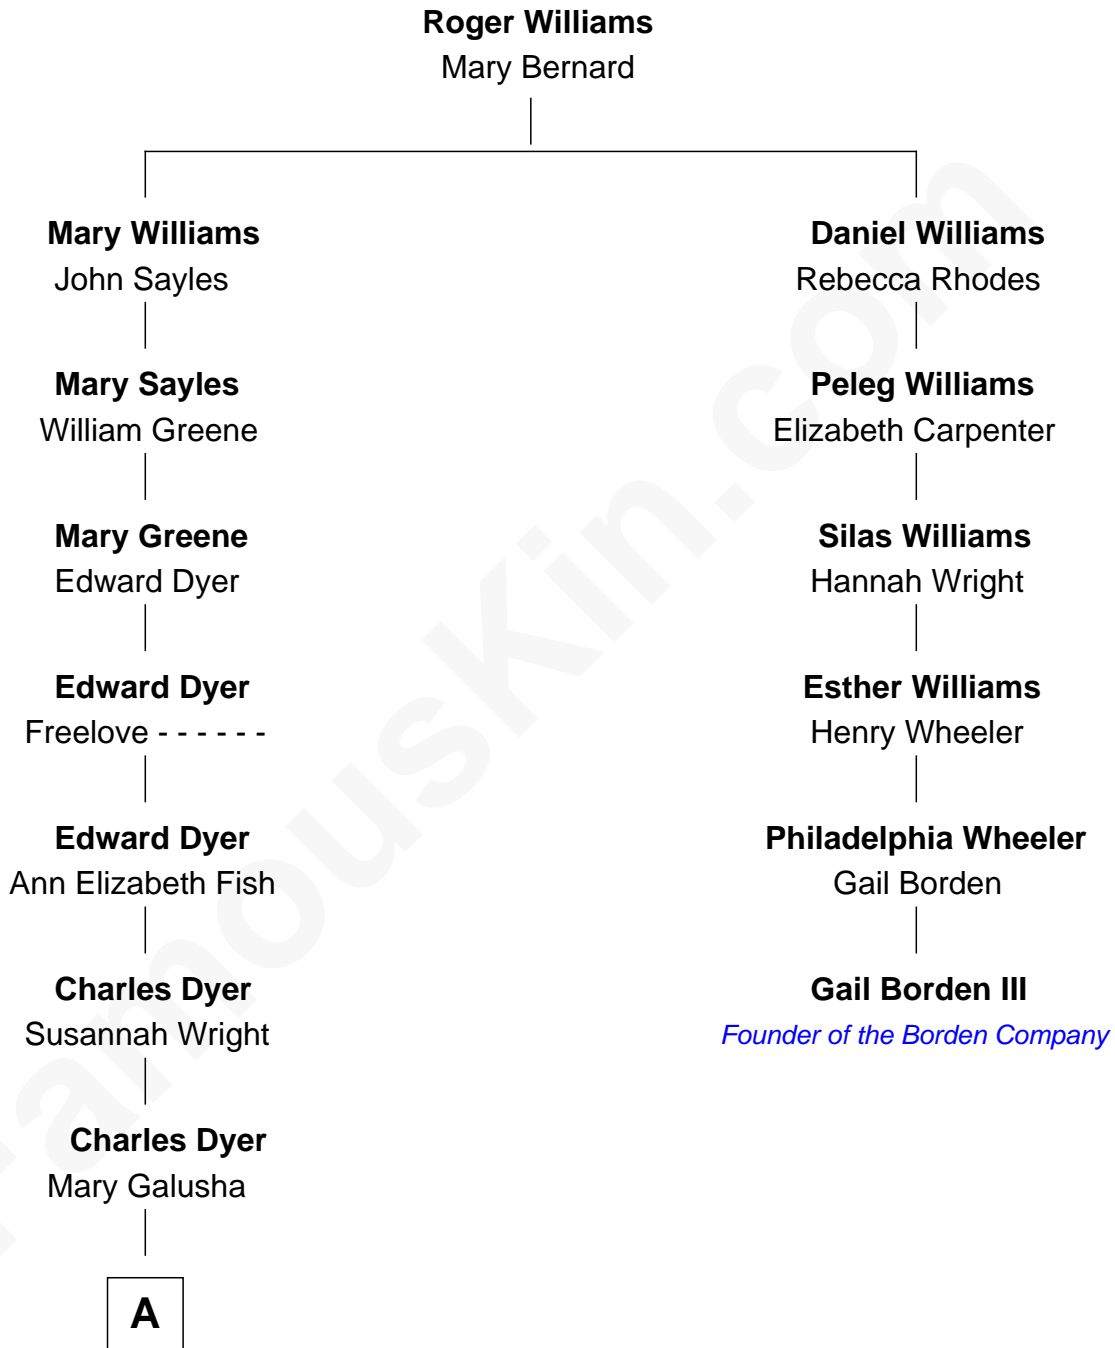 Roger Williams
Mary Bernard
Mary Williams
John Sayles
Daniel Williams
Rebecca Rhodes
Mary Sayles
William Greene
Peleg Williams
Elizabeth Carpenter
Mary Greene
Edward Dyer
Silas Williams
Hannah Wright
Edward Dyer
Freelove - - - - - -
Esther Williams
Henry Wheeler
Edward Dyer
Ann Elizabeth Fish
Philadelphia Wheeler
Gail Borden
Charles Dyer
Susannah Wright
Gail Borden III
Founder of the Borden Company
Charles Dyer
Mary Galusha
A
FamousKin.com